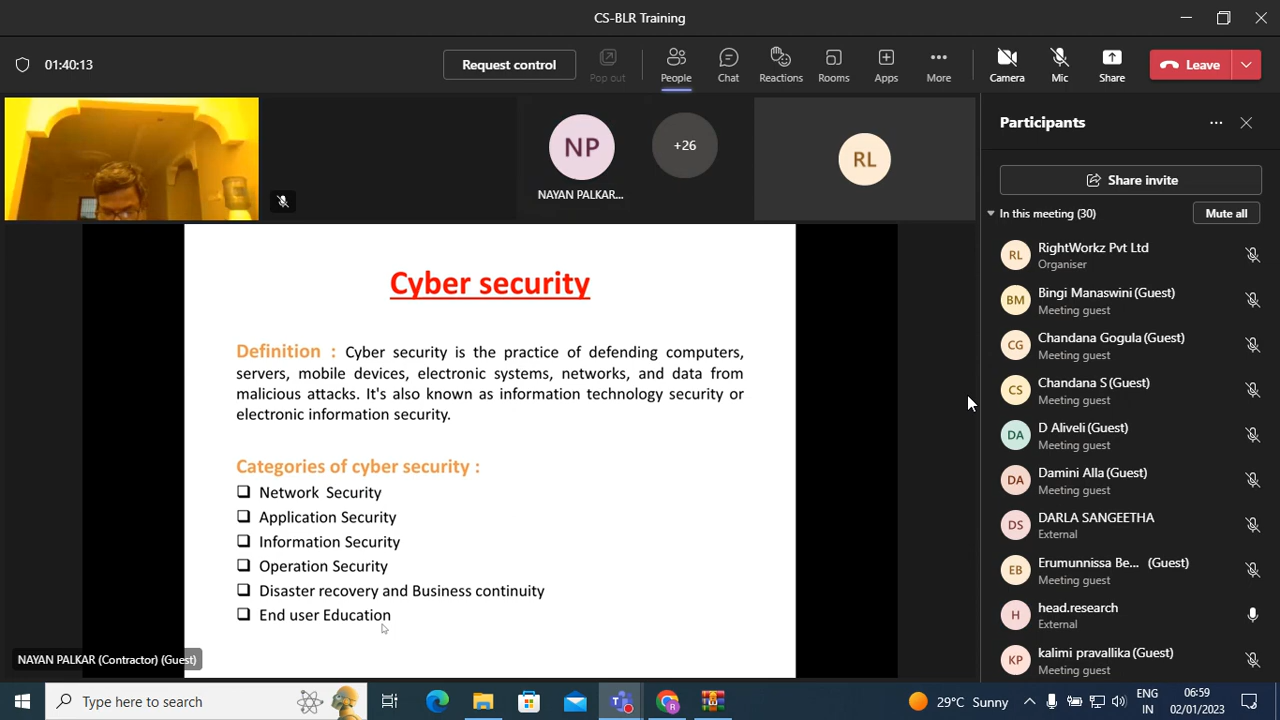 CS-BLR Training
01:40:13
Request control
Pop out
People
Chat
Reactions
Rooms
Apps
More
Camera
Mic
Share
Leave
NP
NAYAN PALKAR...
+26
RL
Participants
Share invite
In this meeting (30)
Mute all
RL
RightWorkz Pvt Ltd
Organiser
BM
Bingi Manaswini (Guest)
Meeting guest
CG
Chandana Gogula (Guest)
Meeting guest
CS
Chandana S (Guest)
Meeting guest
DA
D Aliveli (Guest)
Meeting guest
DA
Damini Alla (Guest)
Meeting guest
DS
DARLA SANGEETHA
External
EB
Erumunnissa Be... (Guest)
Meeting guest
H
head.research
External
KP
kalimi pravallika (Guest)
Meeting guest
Cyber security
Definition : Cyber security is the practice of defending computers,
servers, mobile devices, electronic systems, networks, and data from
malicious attacks. It's also known as information technology security or
electronic information security.
Categories of cyber security :
❑ Network Security
❑ Application Security
❑ Information Security
❑ Operation Security
❑ Disaster recovery and Business continuity
❑ End user Education
NAYAN PALKAR (Contractor) (Guest)
Type here to search
29°C Sunny
ENG
IN
06:59
02/01/2023